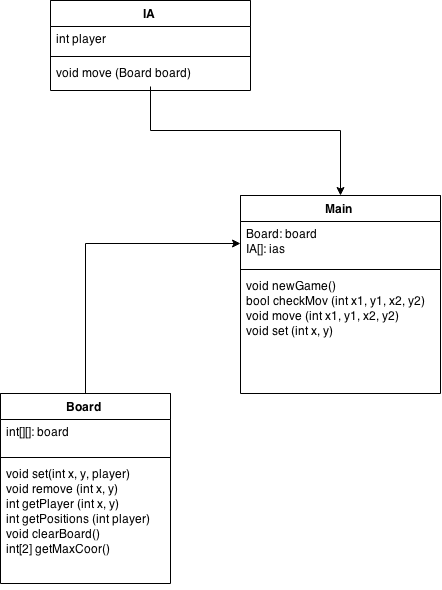 IA
int player
void move (Board board)
Main
Board: board
IA[]: ias
void newGame()
bool checkMov (int x1, y1, x2, y2)
void move (int x1, y1, x2, y2)
void set (int x, y)
Board
int[][]: board
void set(int x, y, player)
void remove (int x, y)
int getPlayer (int x, y)
int getPositions (int player)
void clearBoard()
int[2] getMaxCoor()